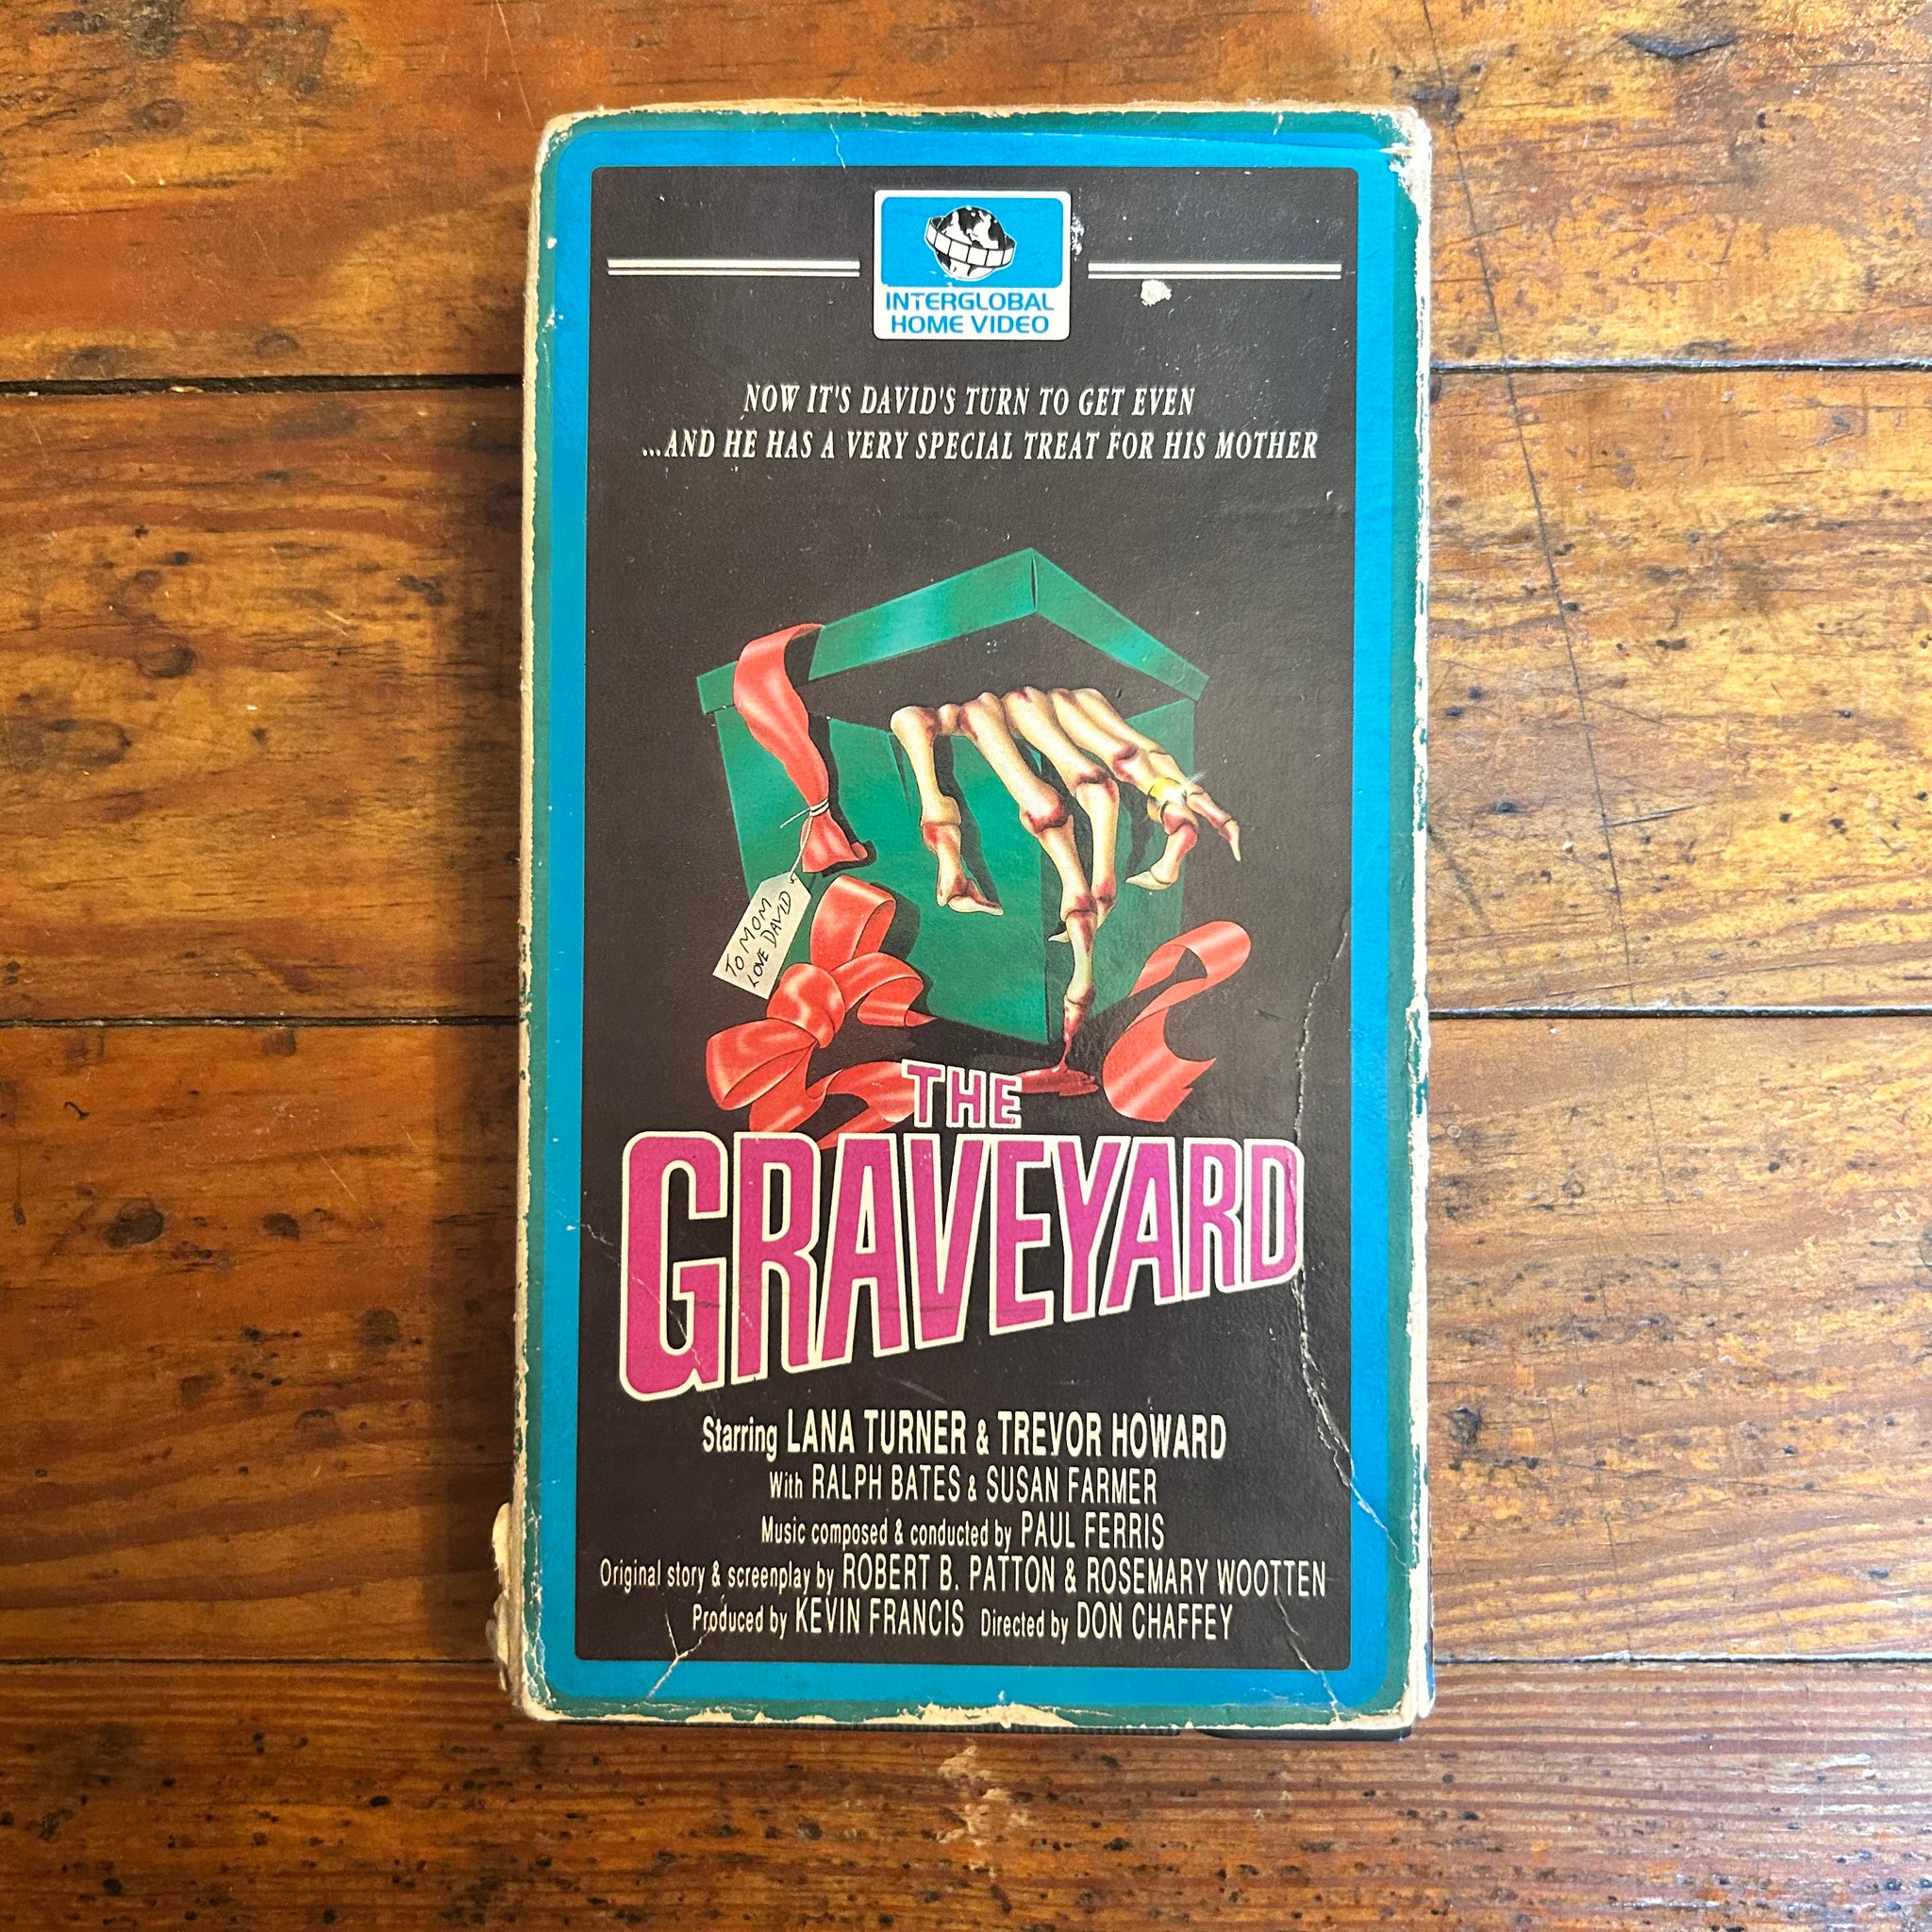 INTERGLOBAL
HOME VIDEO
NOW IT'S DAVID'S TURN TO GET EVEN
...AND HE HAS A VERY SPECIAL TREAT FOR HIS MOTHER
TO MOM
LOVE DAVID
THE
GRAVEYARD
Starring LANA TURNER & TREVOR HOWARD
With RALPH BATES & SUSAN FARMER
Music composed & conducted by PAUL FERRIS
Original story & screenplay by ROBERT B. PATTON & ROSEMARY WOOTTEN
Produced by KEVIN FRANCIS Directed by DON CHAFFEY